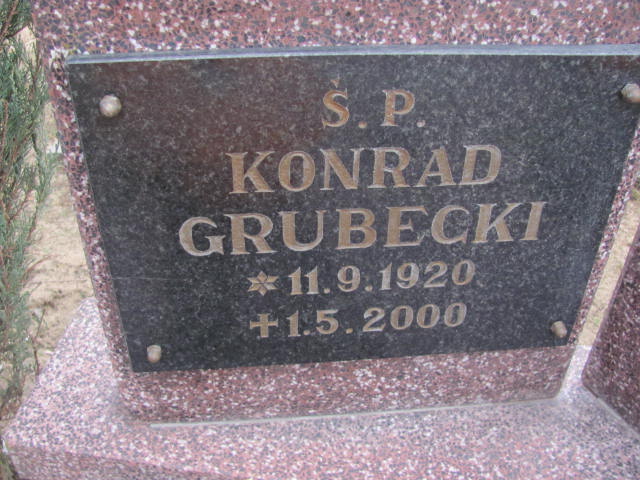 Ś. P.
KONRAD
GRUBECKI
✲ 11.9.1920
✝ 1.5.2000